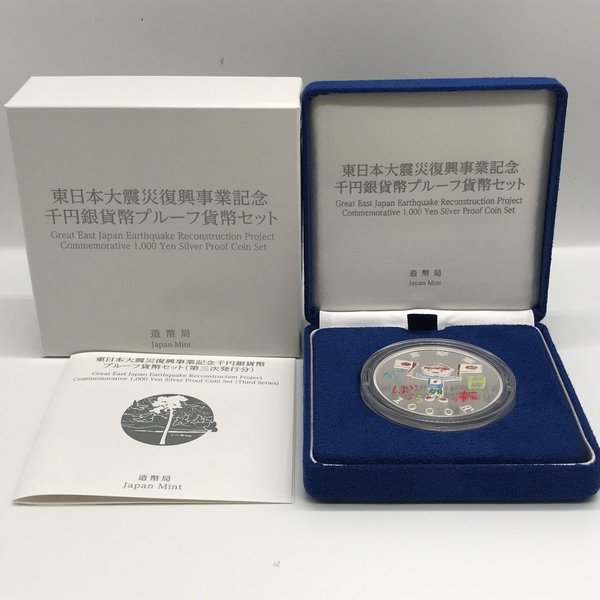 東日本大震災復興事業記念
千円銀貨幣プルーフ貨幣セット
Great East Japan Earthquake Reconstruction Project
Commemorative 1,000 Yen Silver Proof Coin Set
造幣局
Japan Mint
東日本大震災復興事業記念
千円銀貨幣プルーフ貨幣セット
Great East Japan Earthquake Reconstruction Project
Commemorative 1,000 Yen Silver Proof Coin Set
造幣局
Japan Mint
東日本大震災復興事業記念千円銀貨幣
プルーフ貨幣セット(第三次発行分)
Great East Japan Earthquake Reconstruction Project
Commemorative 1,000 Yen Silver Proof Coin Set (Third Series)
造幣局
Japan Mint
1000円